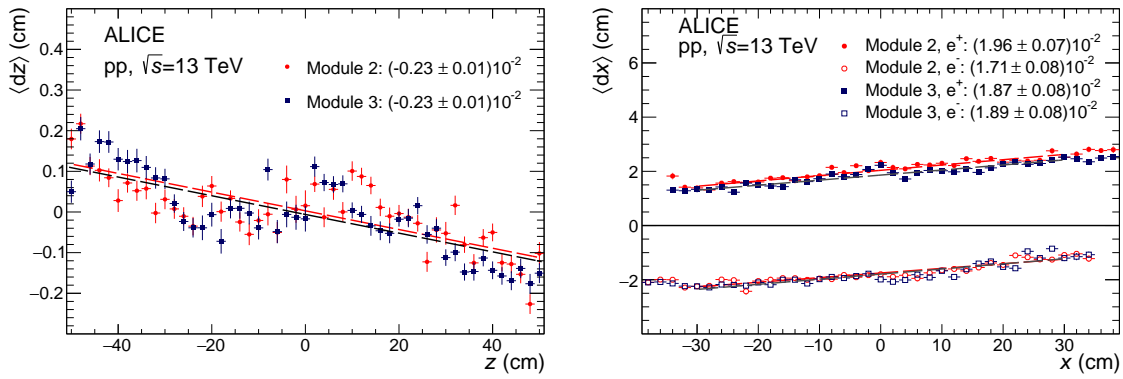 ⟨dz⟩ (cm)
ALICE
pp, √s=13 TeV
Module 2: (-0.23 ± 0.01)10⁻²
Module 3: (-0.23 ± 0.01)10⁻²
0.4
0.3
0.2
0.1
0
−0.1
−0.2
−40 −20 0 20 40
z (cm)
⟨dx⟩ (cm)
ALICE
pp, √s=13 TeV
Module 2, e⁺: (1.96 ± 0.07)10⁻²
Module 2, e⁻: (1.71 ± 0.08)10⁻²
Module 3, e⁺: (1.87 ± 0.08)10⁻²
Module 3, e⁻: (1.89 ± 0.08)10⁻²
6
4
2
0
−2
−30 −20 −10 0 10 20 30
x (cm)